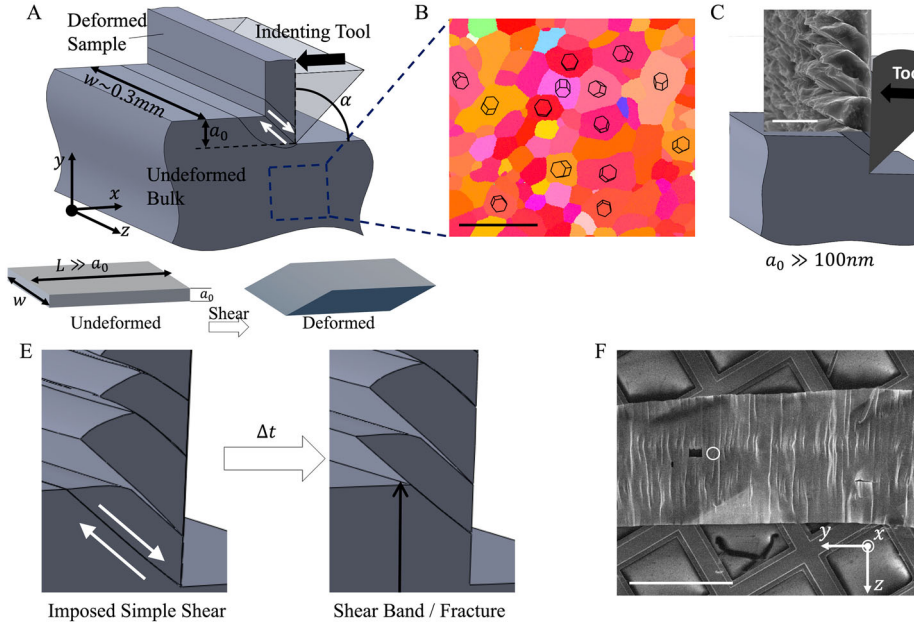 A
Deformed
Sample
Indenting Tool
w~0.3mm
a₀
α
Undeformed
Bulk
y
x
z
B
C
Too
a₀ ≫ 100nm
L ≫ a₀
w
a₀
Undeformed
Shear
Deformed
E
Δt
Imposed Simple Shear
Shear Band / Fracture
F
y
x
z